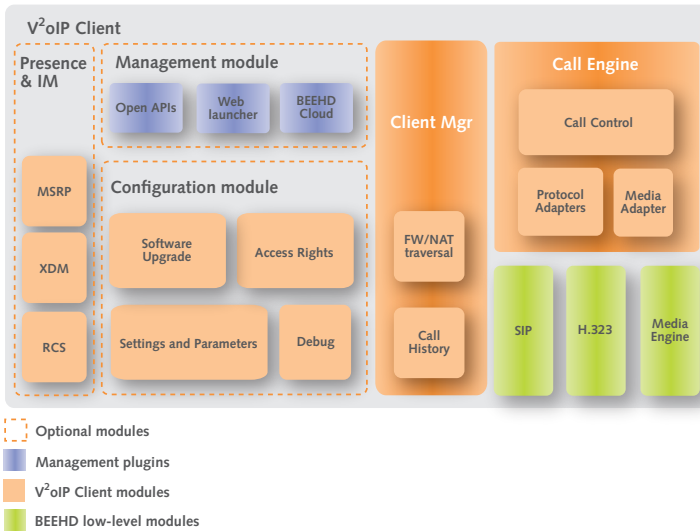 V²oIP Client
Presence
& IM
MSRP
XDM
RCS
Management module
Open APIs
Web
launcher
BEEHD
Cloud
Configuration module
Software
Upgrade
Access Rights
Settings and Parameters
Debug
Client Mgr
FW/NAT
traversal
Call
History
Call Engine
Call Control
Protocol
Adapters
Media
Adapter
SIP
H.323
Media
Engine
Optional modules
Management plugins
V²oIP Client modules
BEEHD low-level modules